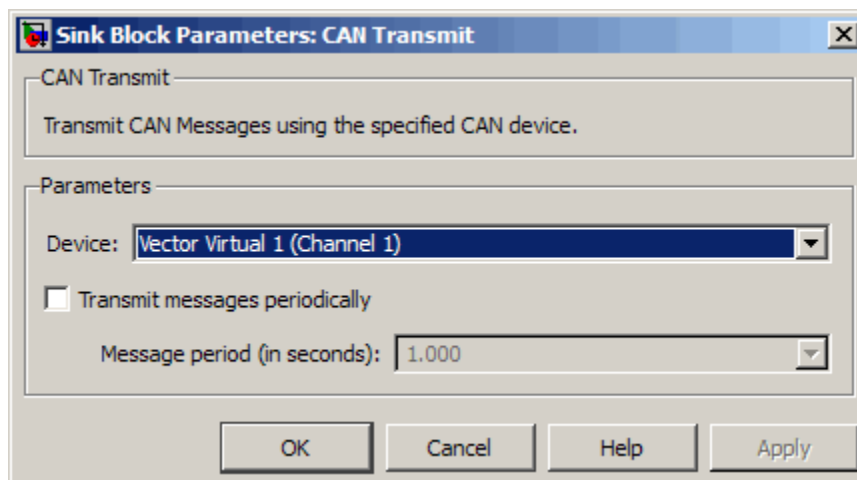 Sink Block Parameters: CAN Transmit
CAN Transmit
Transmit CAN Messages using the specified CAN device.
Parameters
Device: Vector Virtual 1 (Channel 1)
Transmit messages periodically
Message period (in seconds): 1.000
OK Cancel Help Apply